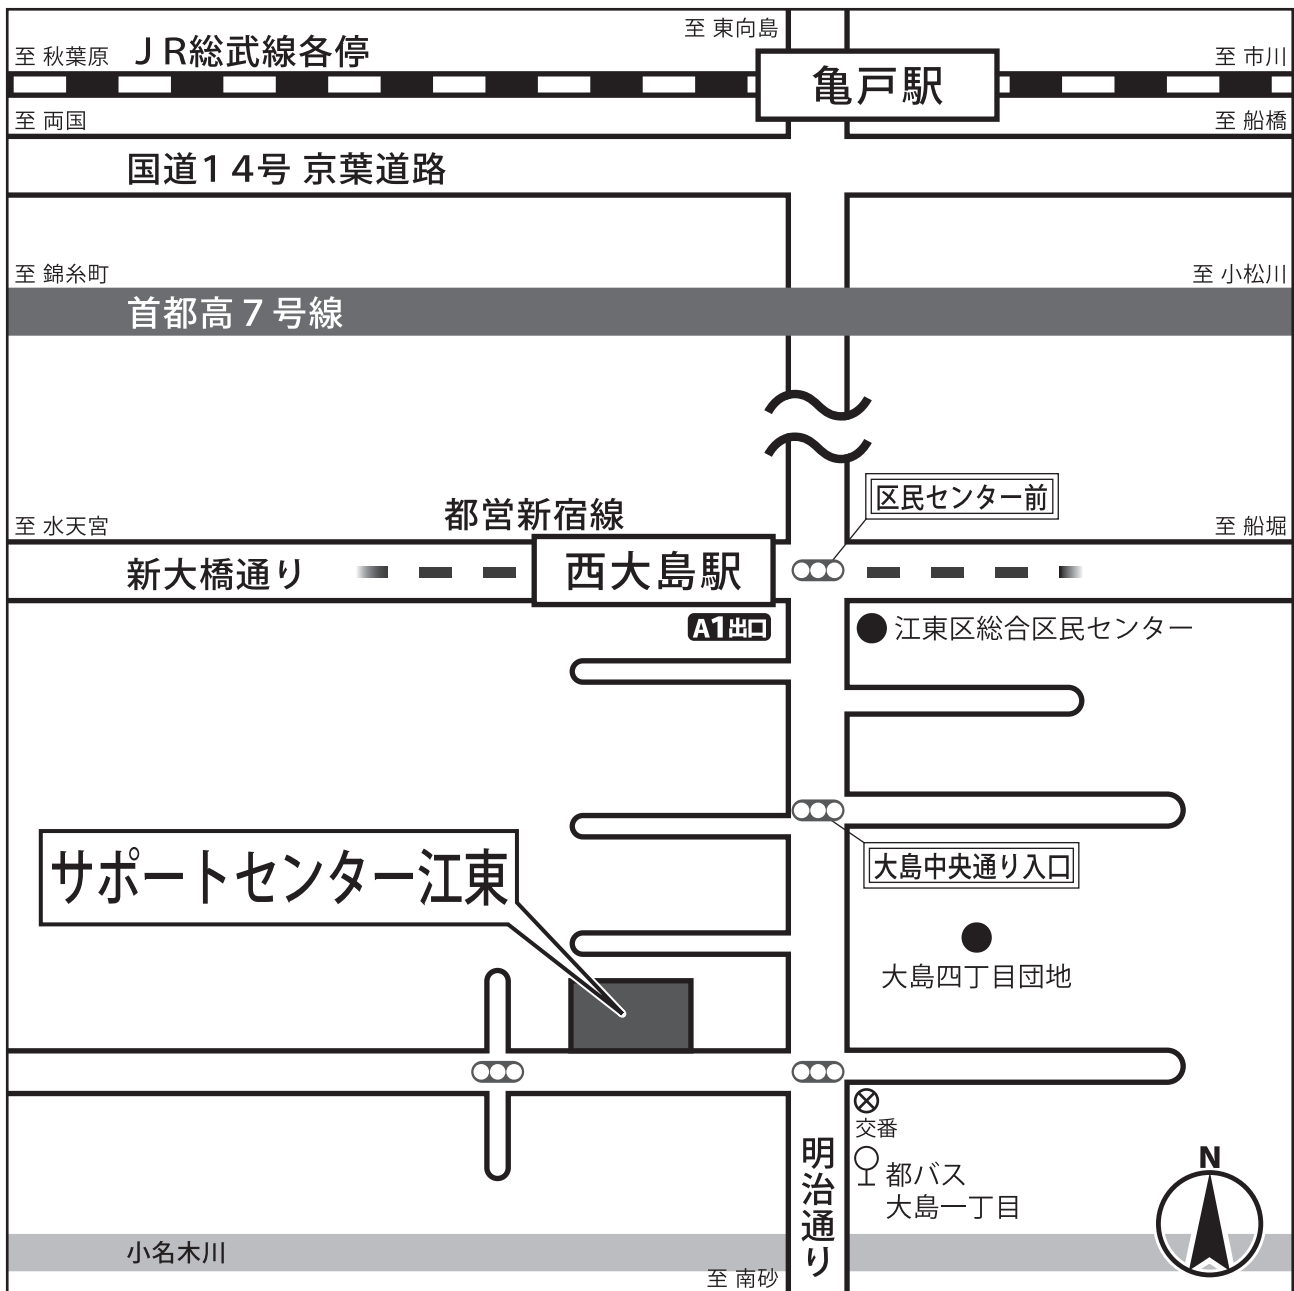 至 東向島
至 秋葉原
ＪＲ総武線各停
至 市川
亀戸駅
至 両国
至 船橋
国道１４号 京葉道路
至 錦糸町
至 小松川
首都高７号線
区民センター前
都営新宿線
至 水天宮
至 船堀
新大橋通り
西大島駅
A1出口
江東区総合区民センター
サポートセンター江東
大島中央通り入口
大島四丁目団地
交番
明治通り
都バス
大島一丁目
N
小名木川
至 南砂